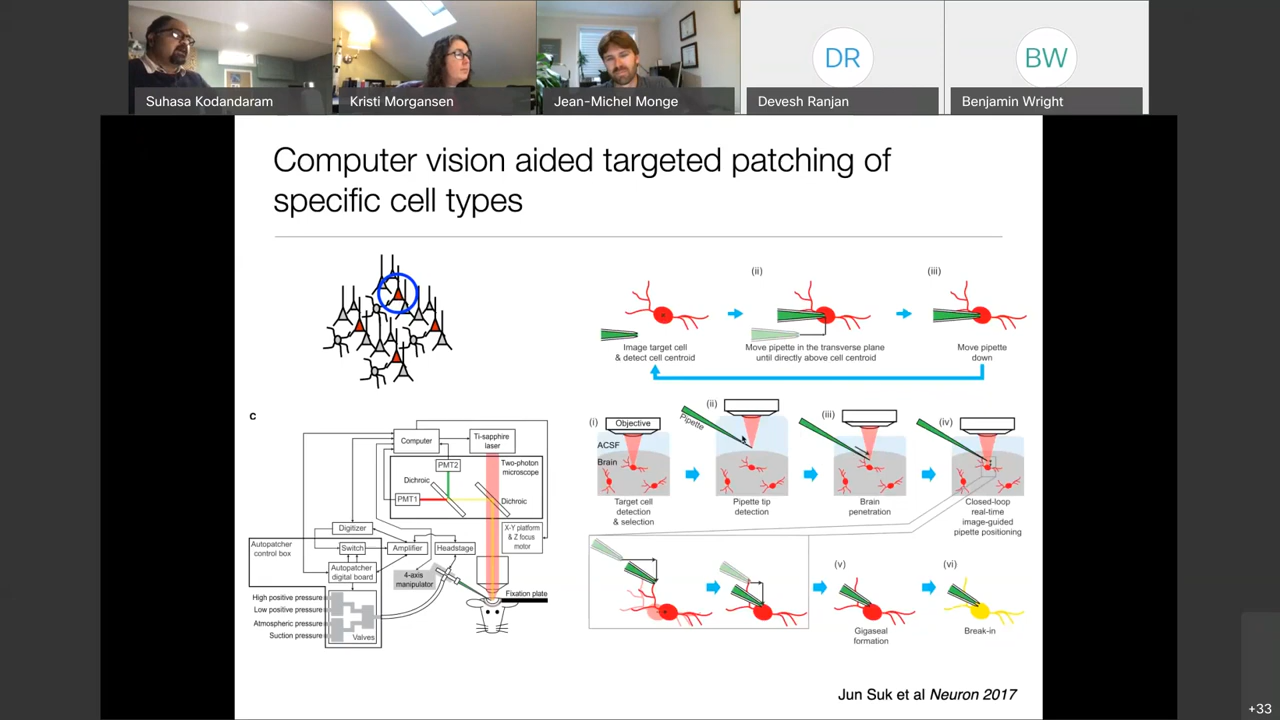 Suhasa Kodandaram
Kristi Morgansen
Jean-Michel Monge
DR
Devesh Ranjan
BW
Benjamin Wright
Computer vision aided targeted patching of
specific cell types
Image target cell
& detect cell centroid
(ii)
Move pipette in the transverse plane
until directly above cell centroid
(iii)
Move pipette
down
c
Computer
Ti-sapphire
laser
Two-photon
microscope
PMT2
Dichroic
PMT1
Dichroic
X-Y platform
& Z focus
motor
Digitizer
Autopatcher
control box
Switch
Amplifier
Headstage
Autopatcher
digital board
4-axis
manipulator
Fixation plate
High positive pressure
Low positive pressure
Atmospheric pressure
Suction pressure
Valves
(i)
Objective
ACSF
Brain
Target cell
detection
& selection
(ii)
Pipette
Pipette tip
detection
(iii)
Brain
penetration
(iv)
Closed-loop
real-time
image-guided
pipette positioning
(v)
Gigaseal
formation
(vi)
Break-in
Jun Suk et al Neuron 2017
+33